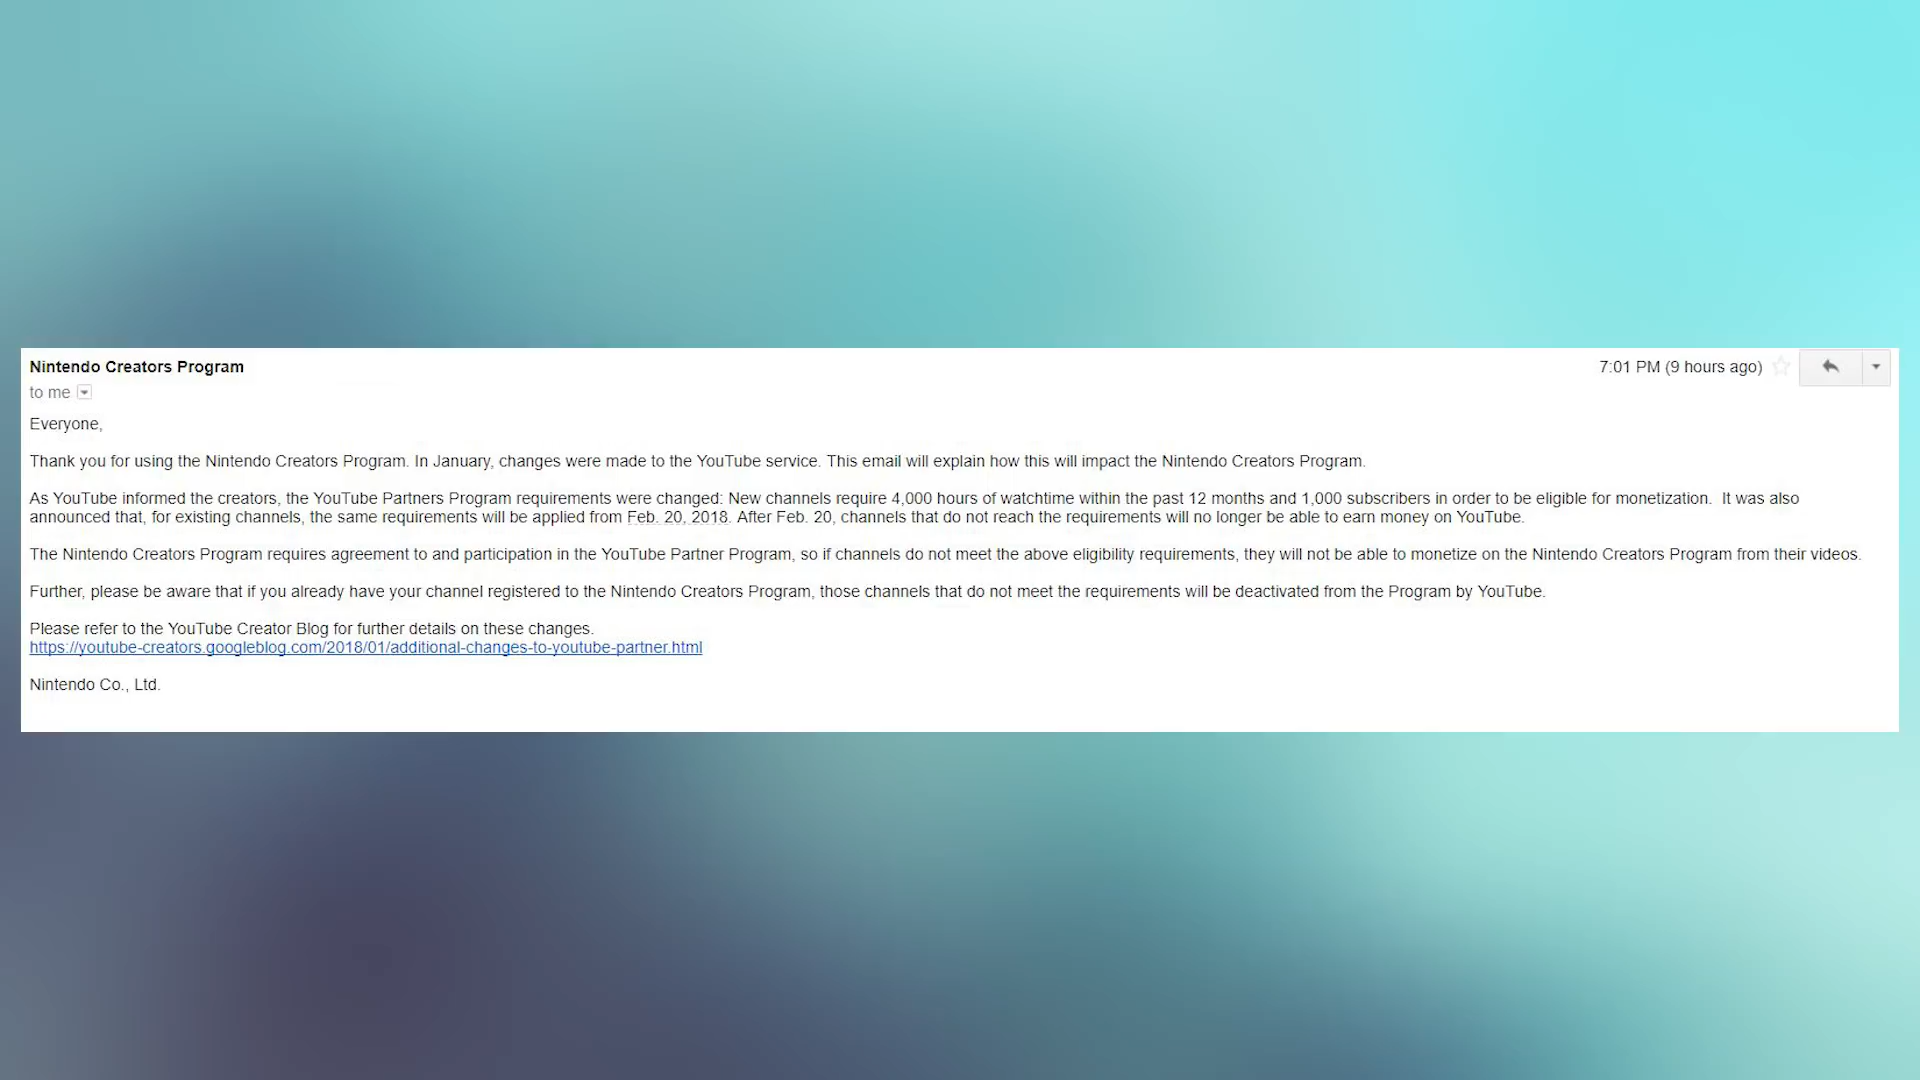 Nintendo Creators Program
7:01 PM (9 hours ago)
to me
Everyone,
Thank you for using the Nintendo Creators Program. In January, changes were made to the YouTube service. This email will explain how this will impact the Nintendo Creators Program.
As YouTube informed the creators, the YouTube Partners Program requirements were changed: New channels require 4,000 hours of watchtime within the past 12 months and 1,000 subscribers in order to be eligible for monetization.  It was also
announced that, for existing channels, the same requirements will be applied from Feb. 20, 2018. After Feb. 20, channels that do not reach the requirements will no longer be able to earn money on YouTube.
The Nintendo Creators Program requires agreement to and participation in the YouTube Partner Program, so if channels do not meet the above eligibility requirements, they will not be able to monetize on the Nintendo Creators Program from their videos.
Further, please be aware that if you already have your channel registered to the Nintendo Creators Program, those channels that do not meet the requirements will be deactivated from the Program by YouTube.
Please refer to the YouTube Creator Blog for further details on these changes.
https://youtube-creators.googleblog.com/2018/01/additional-changes-to-youtube-partner.html
Nintendo Co., Ltd.